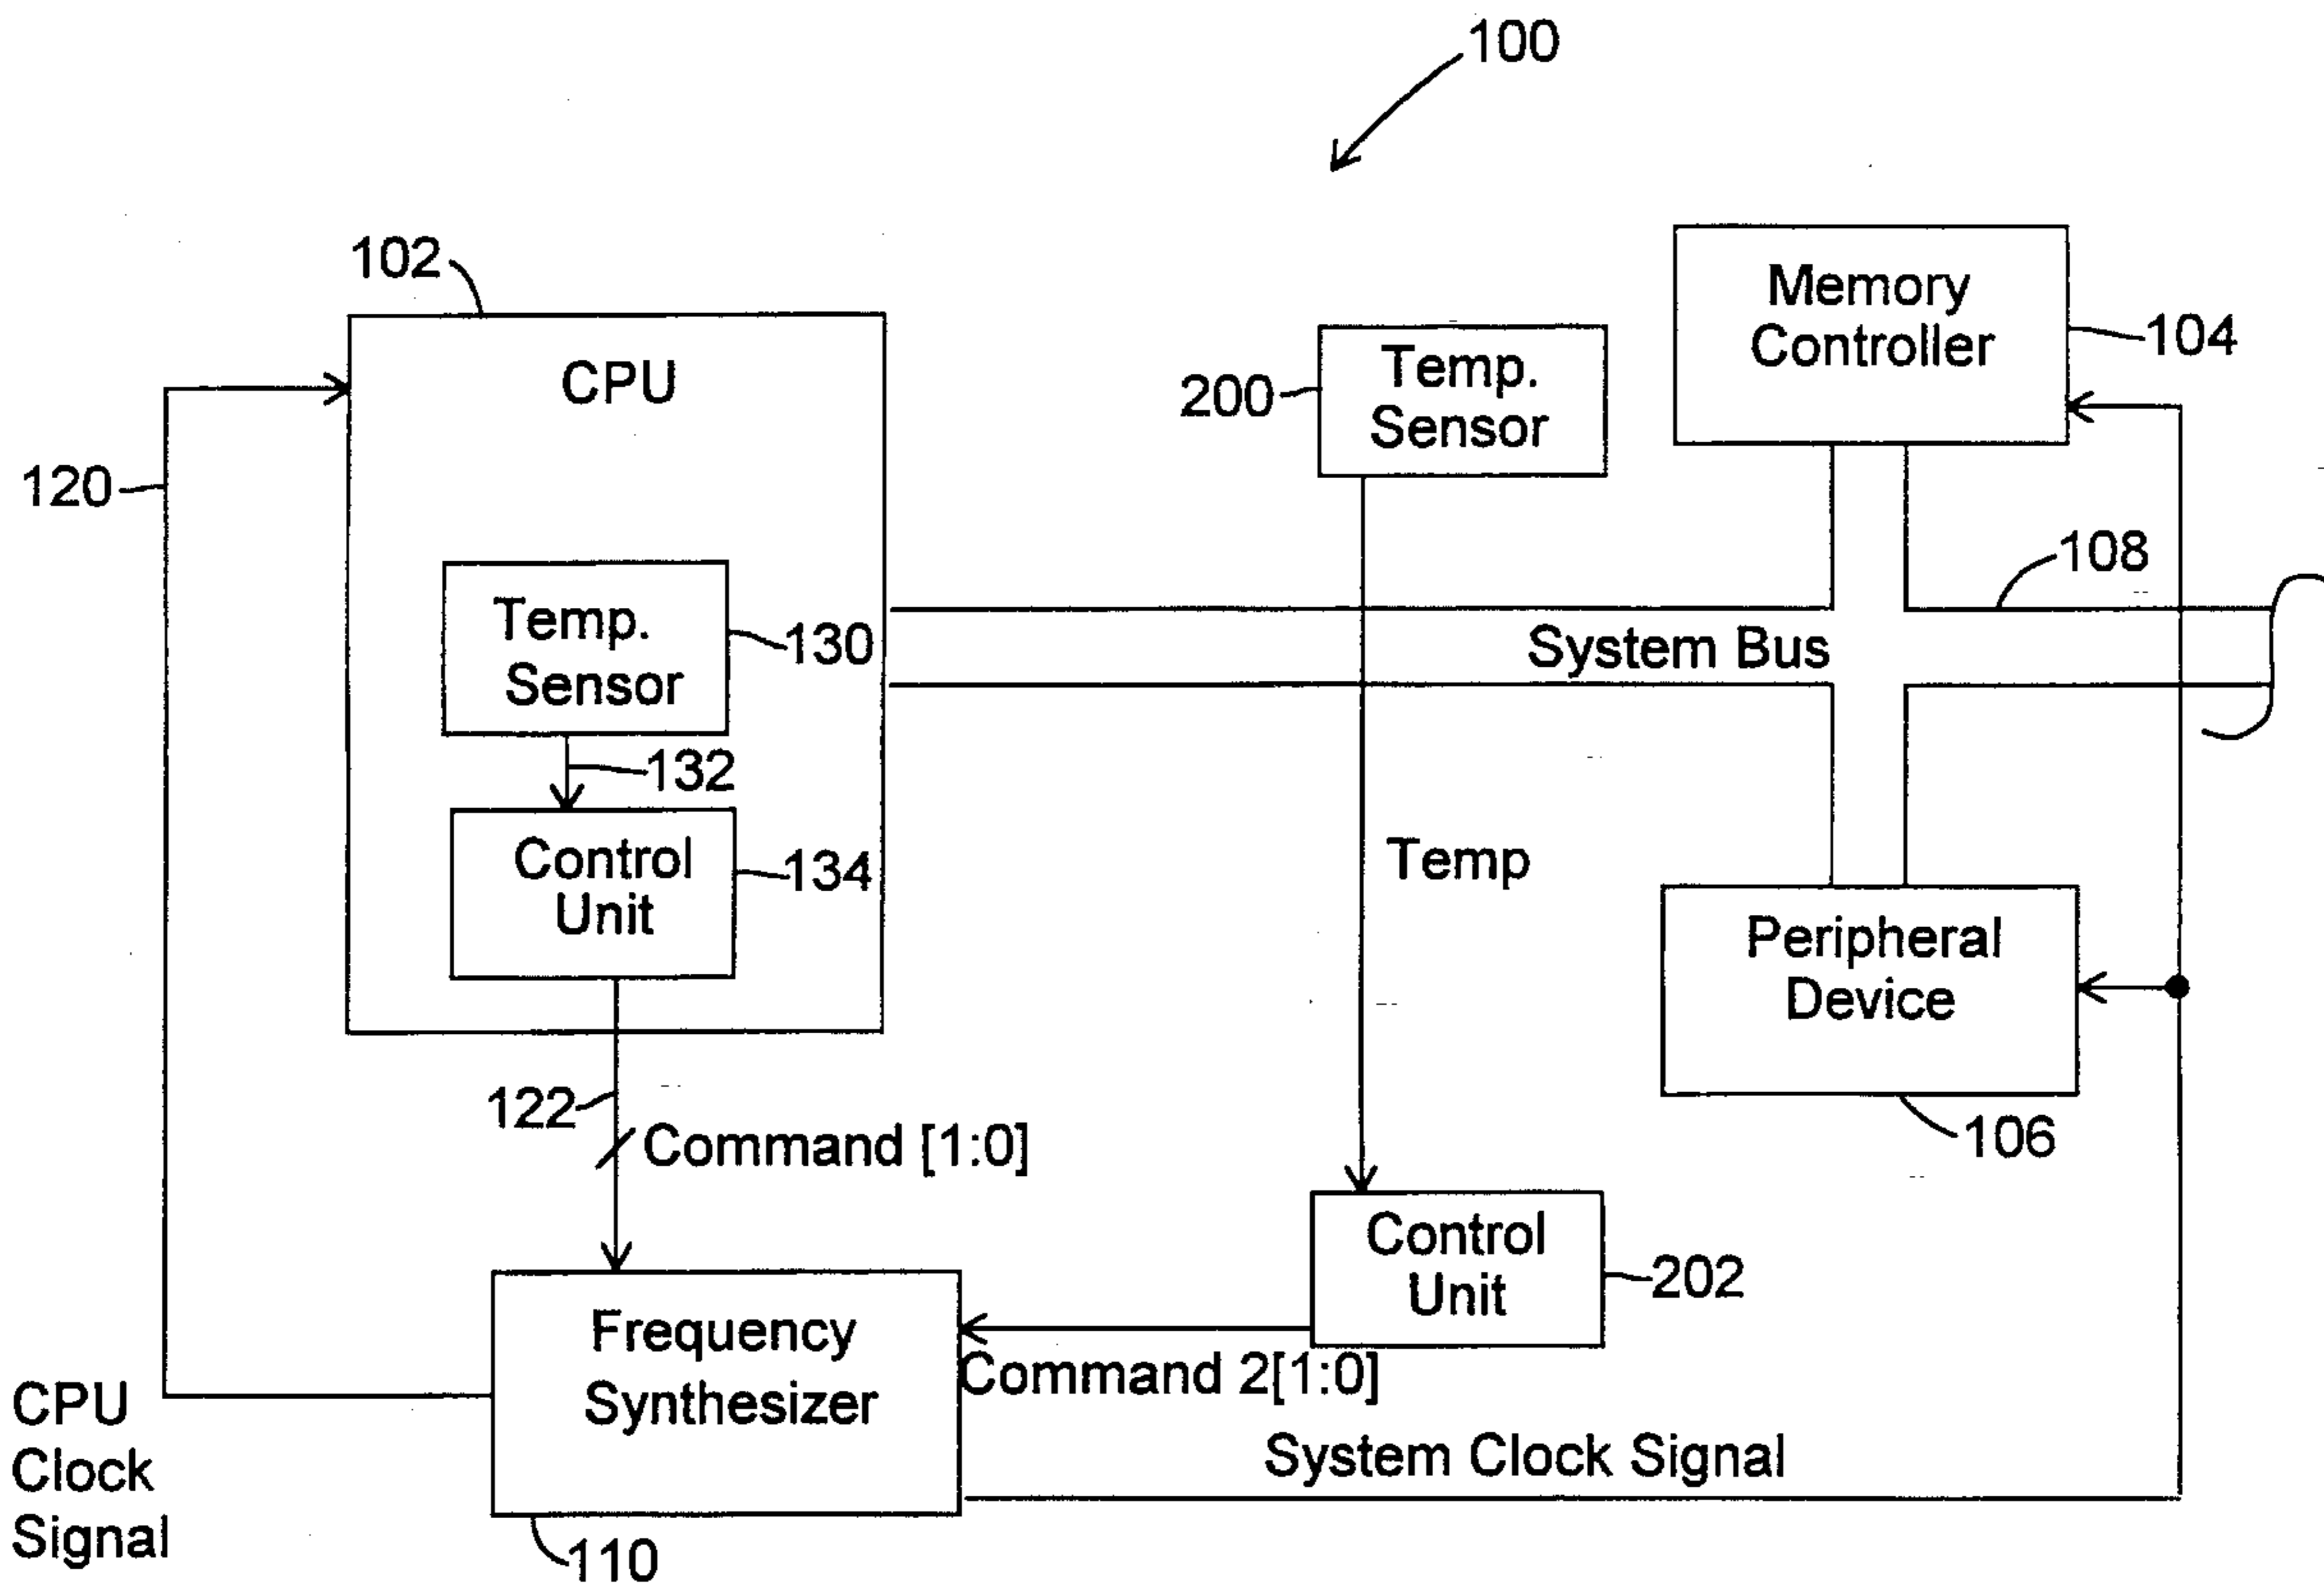 100
102
CPU
Memory
Controller
104
Temp.
Sensor
200
120
108
Temp.
Sensor
130
System Bus
132
Control
Unit
134
Temp
Peripheral
Device
106
122
Command [1:0]
Control
Unit
202
Frequency
Synthesizer
Command 2[1:0]
CPU
Clock
Signal
System Clock Signal
110